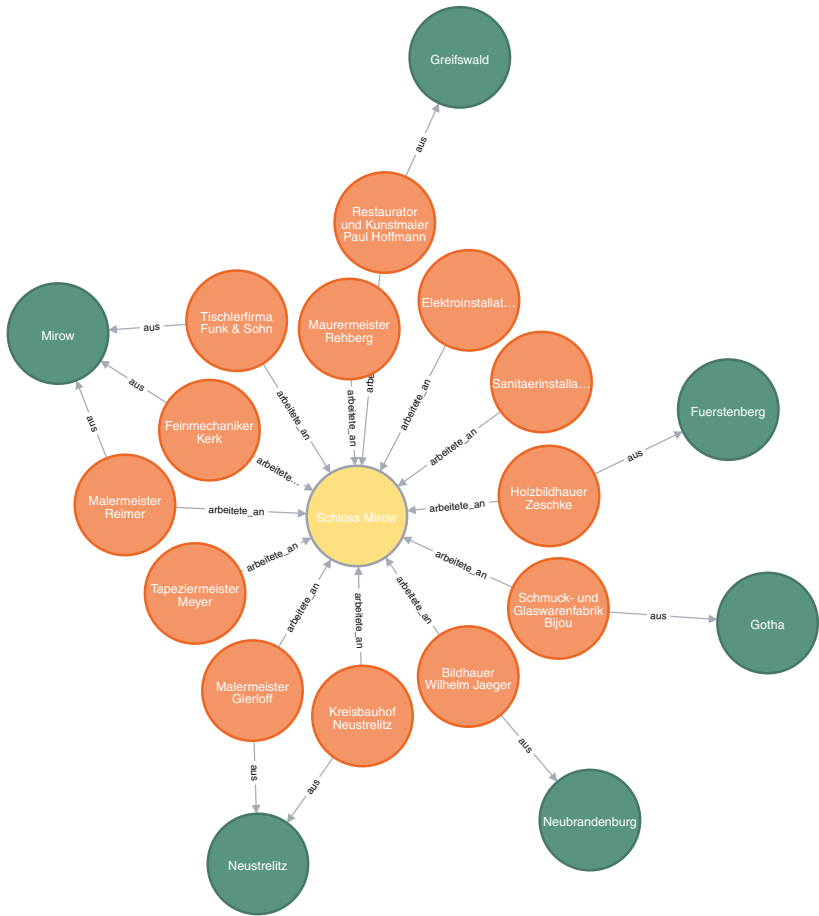 Greifswald
aus
Restaurator
und Kunstmaler
Paul Hoffmann
Elektroinstallat...
Tischlerfirma
Funk & Sohn
Maurermeister
Rehberg
Mirow
aus
Sanitaerinstalla...
arbe
arbeitete_an
arbeitete_an
arbeitete_an
arbeitete_an
aus
Fuerstenberg
Feinmechaniker
Kerk
aus
arbeitete_an
aus
arbeitete...
Holzbildhauer
Zeschke
Malermeister
Reimer
arbeitete_an
Schloss Mirow
arbeitete_an
arbeitete_an
arbeitete_an
Tapeziermeister
Meyer
arbeitete_an
arbeitete_an
arbeitete_an
Schmuck- und
Glaswarenfabrik
Bijou
aus
Gotha
Malermeister
Gierloff
Bildhauer
Wilhelm Jaeger
Kreisbauhof
Neustrelitz
aus
aus
aus
Neubrandenburg
Neustrelitz